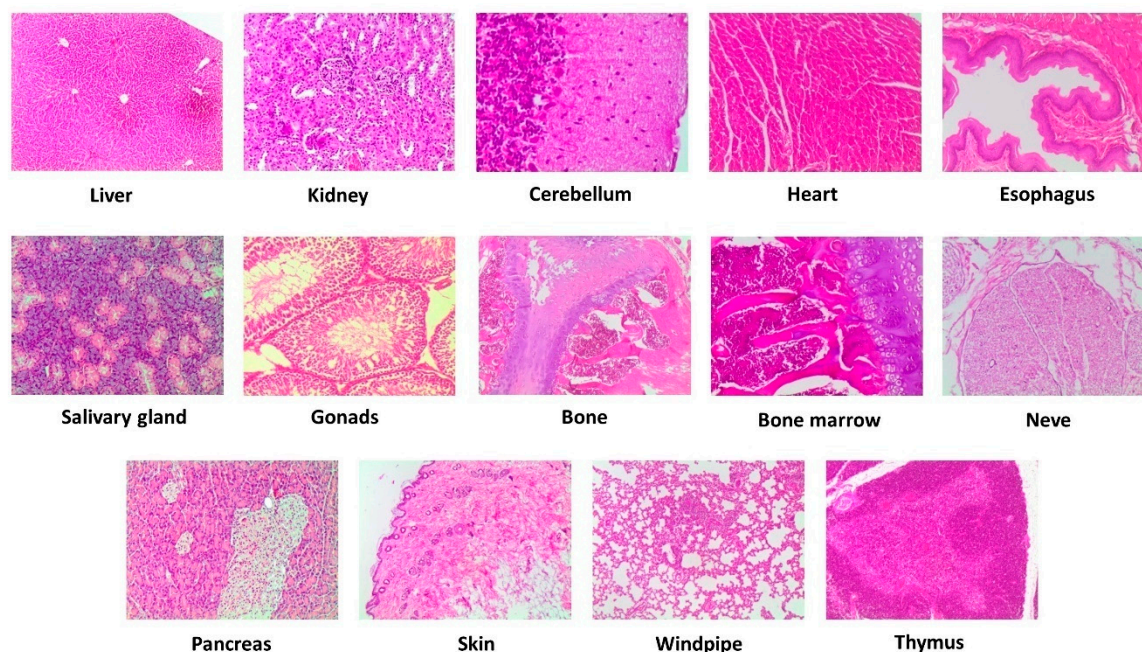 Liver Kidney Cerebellum Heart Esophagus
Salivary gland Gonads Bone Bone marrow Neve
Pancreas Skin Windpipe Thymus